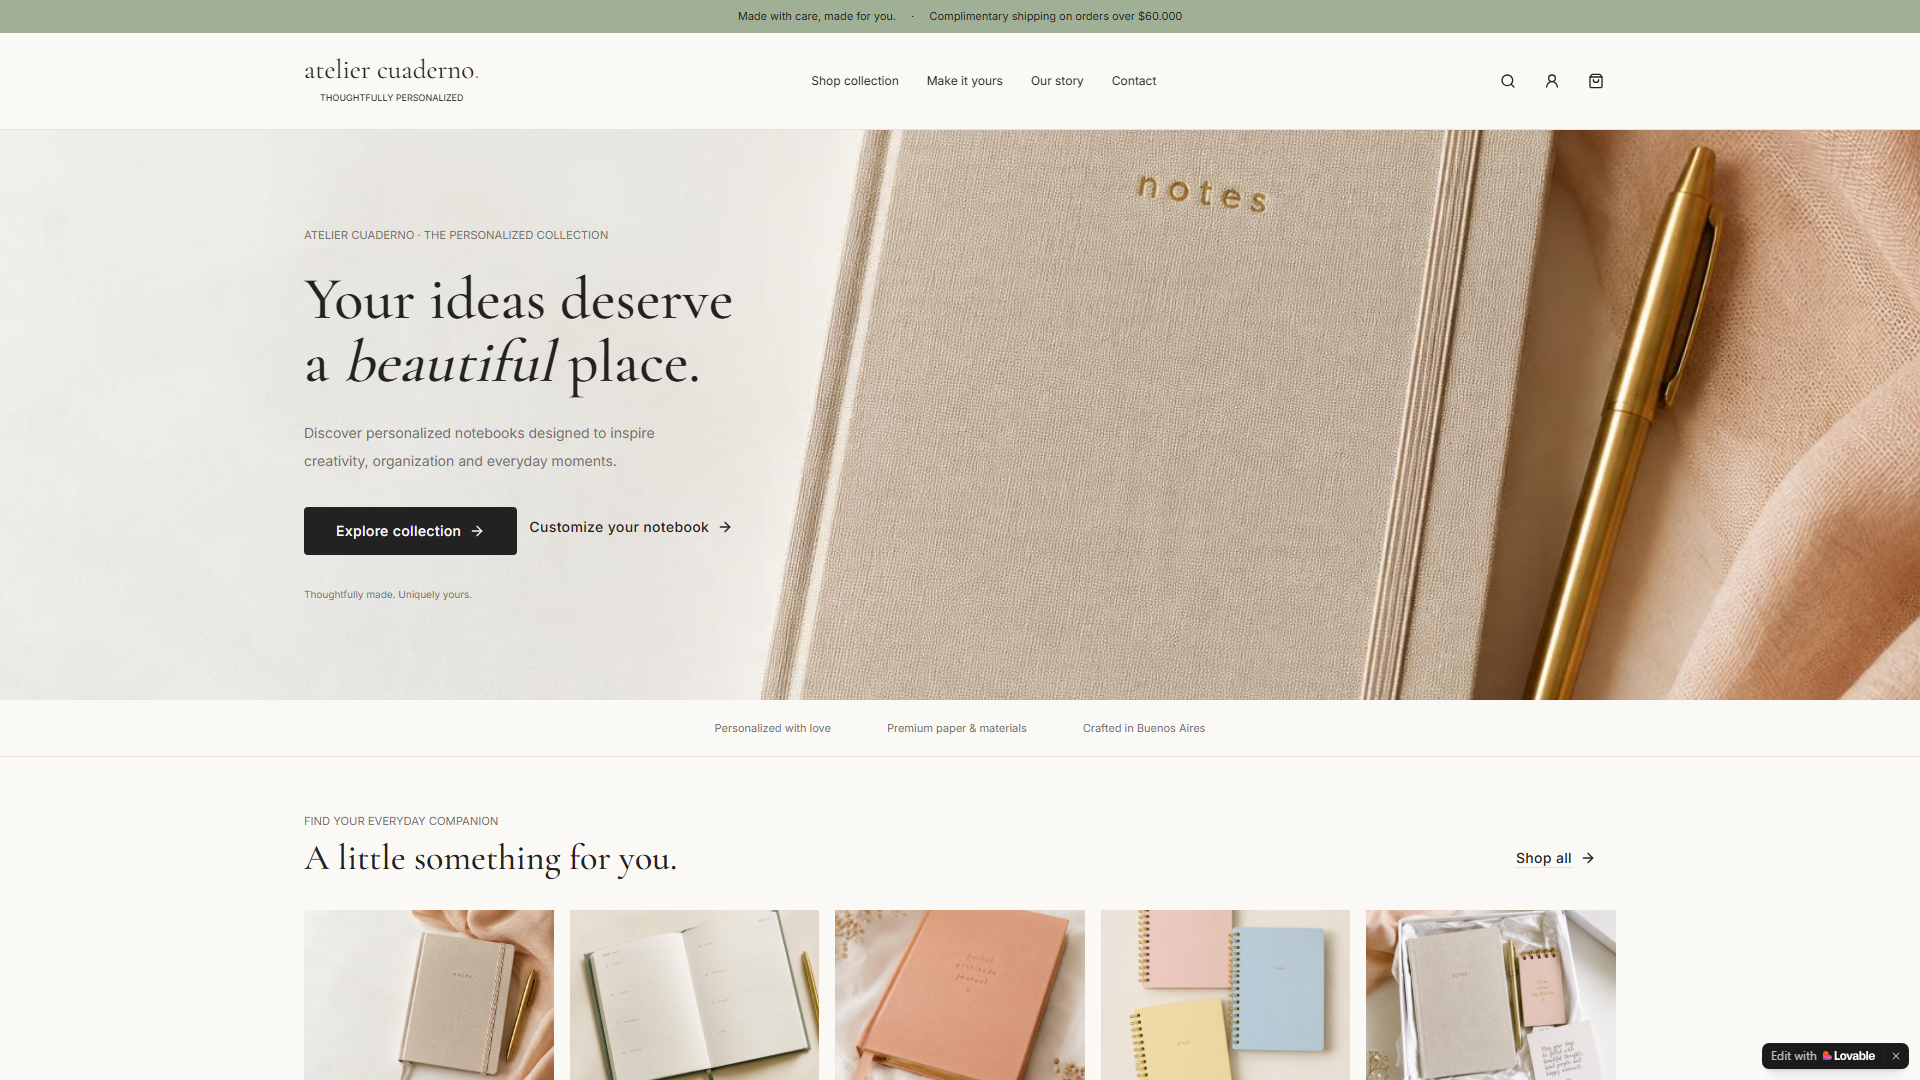 Made with care, made for you. · Complimentary shipping on orders over $60.000
atelier cuaderno.
THOUGHTFULLY PERSONALIZED
Shop collection
Make it yours
Our story
Contact
notes
ATELIER CUADERNO · THE PERSONALIZED COLLECTION
Your ideas deserve
a beautiful place.
Discover personalized notebooks designed to inspire
creativity, organization and everyday moments.
Explore collection →
Customize your notebook →
Thoughtfully made. Uniquely yours.
Personalized with love
Premium paper & materials
Crafted in Buenos Aires
FIND YOUR EVERYDAY COMPANION
A little something for you.
Shop all →
NOTES
gratitude
journal
NOTES
Edit with Lovable ×